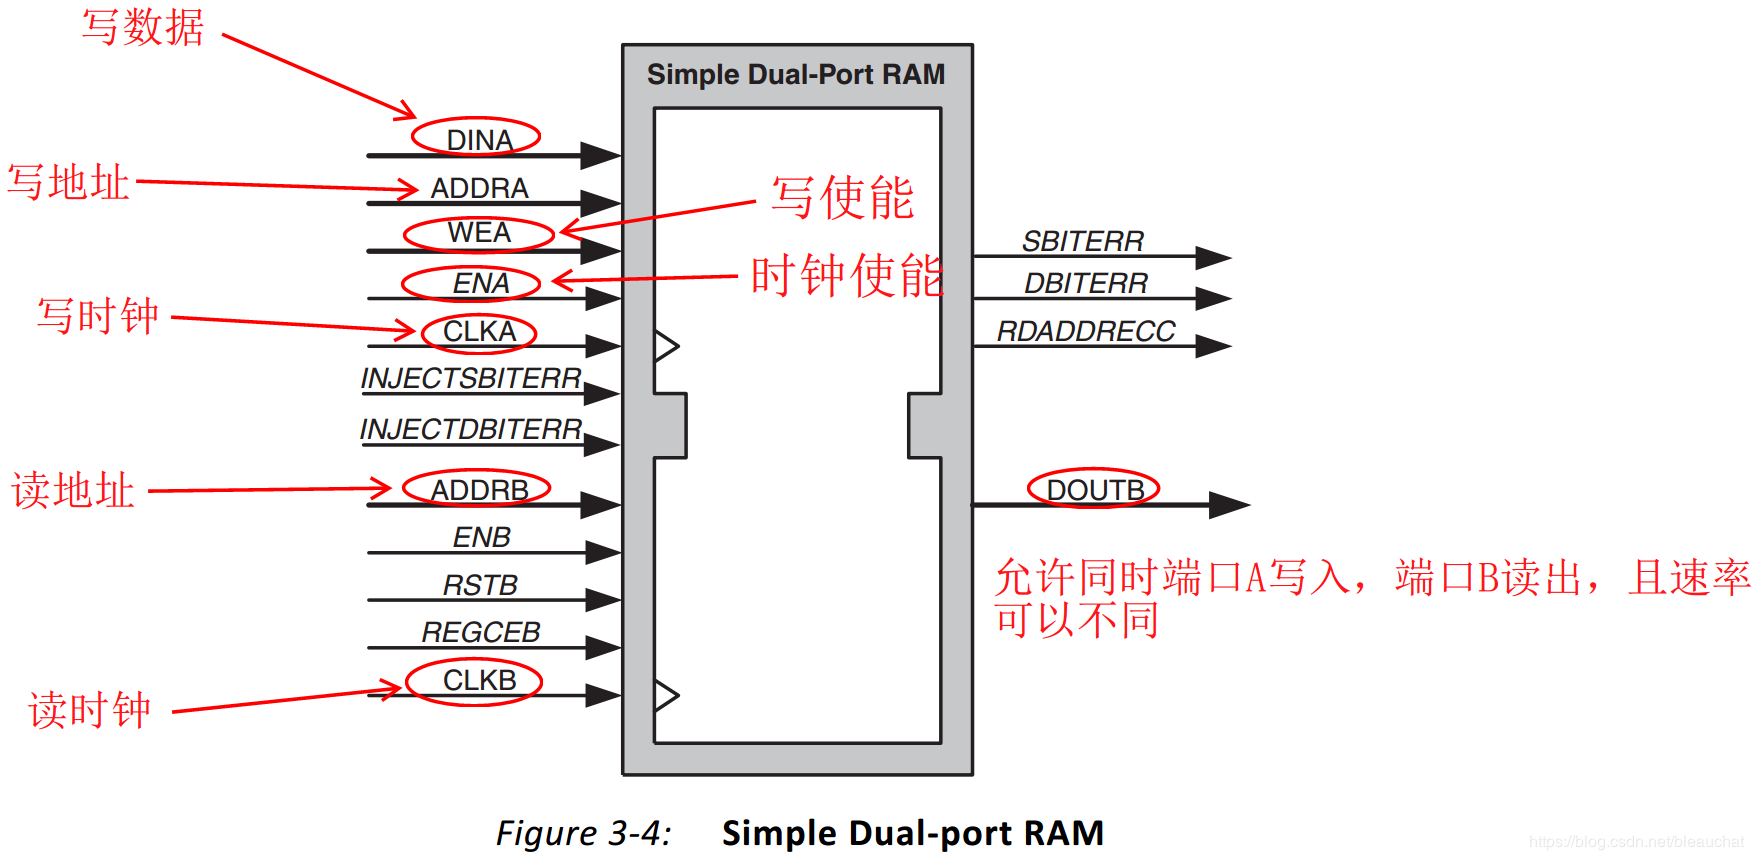 写数据
Simple Dual-Port RAM
DINA
写地址
ADDRA
写使能
WEA
SBITERR
时钟使能
ENA
DBITERR
写时钟
CLKA
RDADDRECC
INJECTSBITERR
INJECTDBITERR
读地址
ADDRB
DOUTB
ENB
允许同时端口A写入，端口B读出，且速率
可以不同
RSTB
REGCEB
CLKB
读时钟
Figure 3-4: Simple Dual-port RAM
https://blog.csdn.net/bleauchat